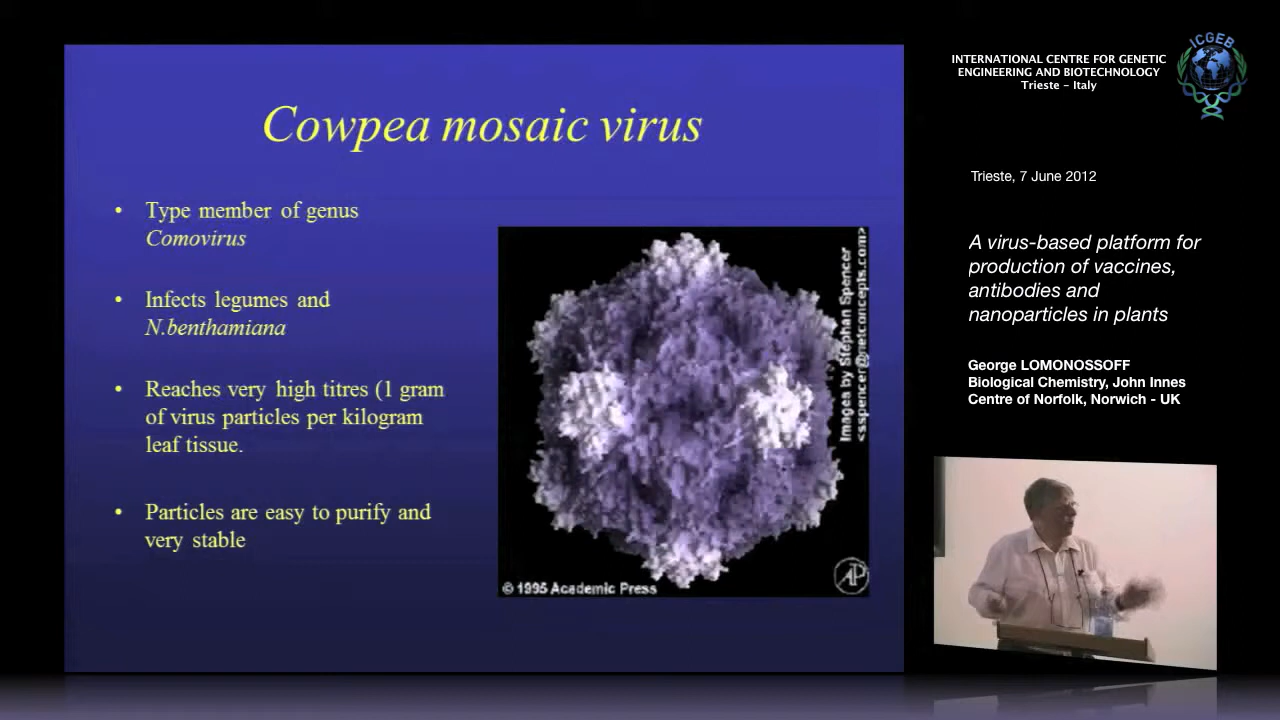 Cowpea mosaic virus
• Type member of genus
Comovirus
• Infects legumes and
N.benthamiana
• Reaches very high titres (1 gram
of virus particles per kilogram
leaf tissue.
• Particles are easy to purify and
very stable
Images by Stephan Spencer
<sspencer@netconcepts.com>
© 1995 Academic Press
AP
INTERNATIONAL CENTRE FOR GENETIC
ENGINEERING AND BIOTECHNOLOGY
Trieste - Italy
ICGEB
Trieste, 7 June 2012
A virus-based platform for
production of vaccines,
antibodies and
nanoparticles in plants
George LOMONOSSOFF
Biological Chemistry, John Innes
Centre of Norfolk, Norwich - UK